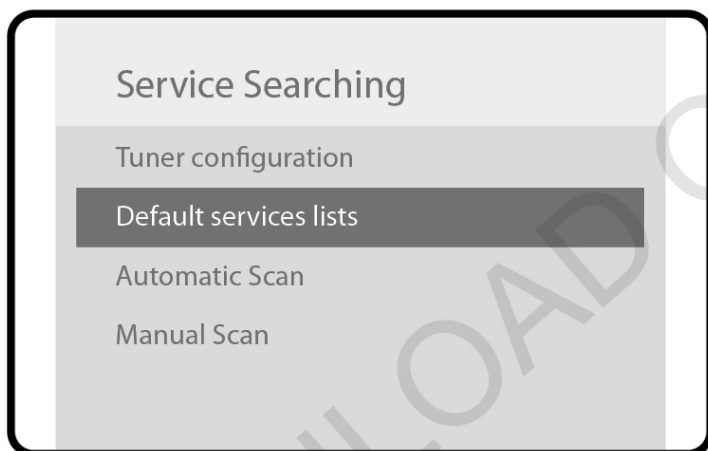 Service Searching
Tuner configuration
Default services lists
Automatic Scan
Manual Scan